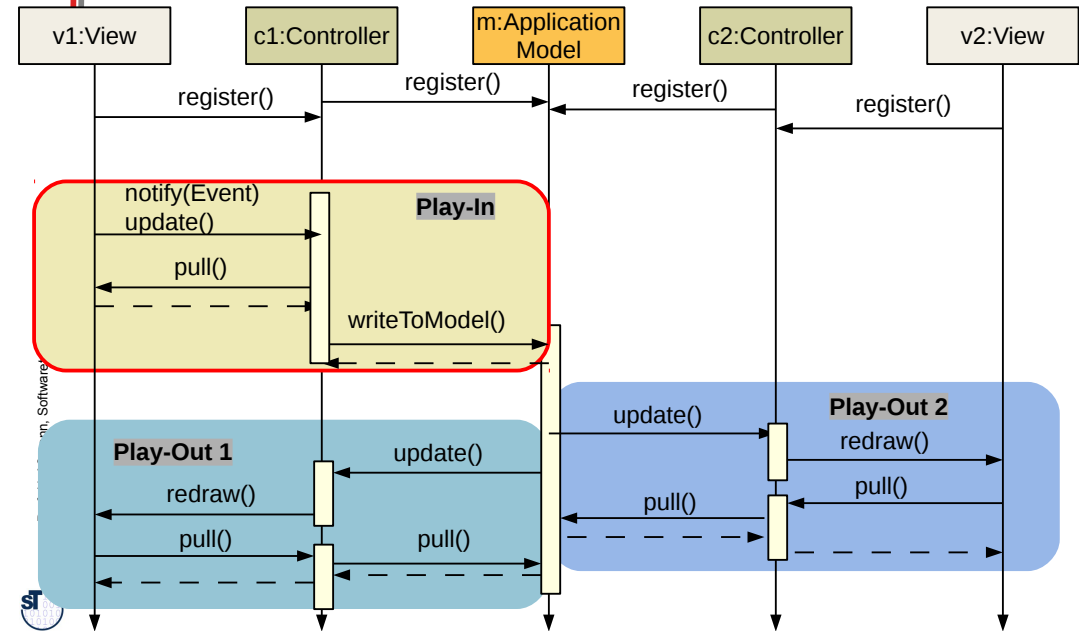 v1:View
c1:Controller
m:Application
Model
c2:Controller
v2:View
register()
register()
register()
register()
notify(Event)
update()
Play-In
pull()
writeToModel()
Play-Out 2
update()
redraw()
pull()
pull()
Play-Out 1
update()
redraw()
pull()
pull()
ST